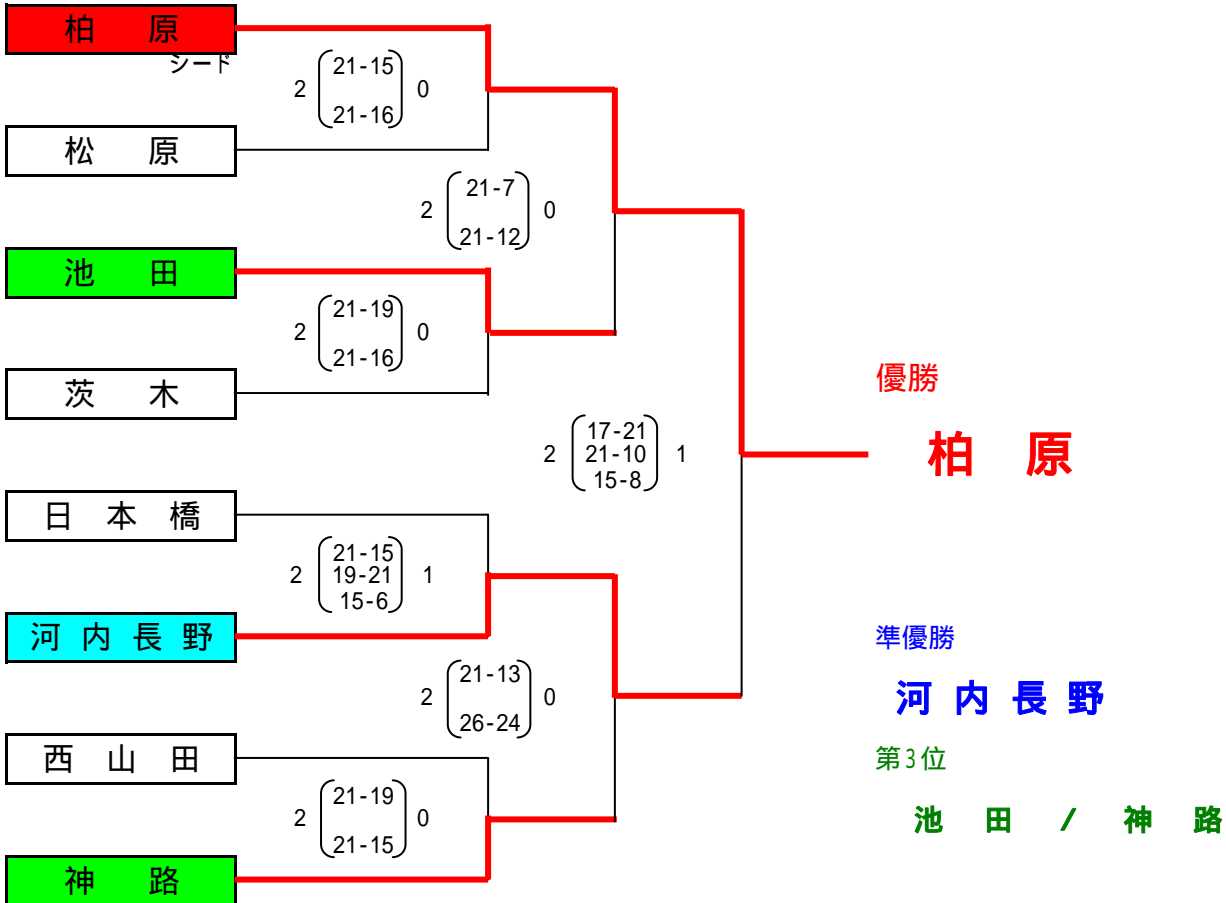 柏原
シード
2 21-15 0
21-16
松原
2 21-7 0
21-12
池田
2 21-19 0
21-16
茨木
優勝
柏原
2 17-21 1
21-10
15-8
日本橋
2 21-15 1
19-21
15-6
河内長野
準優勝
河内長野
2 21-13 0
26-24
西山田
第3位
池田 / 神路
2 21-19 0
21-15
神路